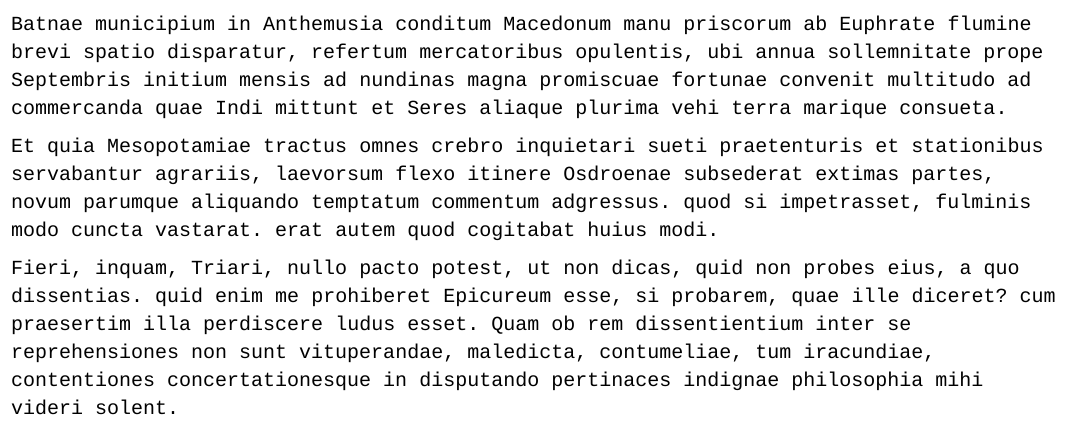 Batnae municipium in Anthemusia conditum Macedonum manu priscorum ab Euphrate flumine
brevi spatio disparatur, refertum mercatoribus opulentis, ubi annua sollemnitate prope
Septembris initium mensis ad nundinas magna promiscuae fortunae convenit multitudo ad
commercanda quae Indi mittunt et Seres aliaque plurima vehi terra marique consueta.
Et quia Mesopotamiae tractus omnes crebro inquietari sueti praetenturis et stationibus
servabantur agrariis, laevorsum flexo itinere Osdroenae subsederat extimas partes,
novum parumque aliquando temptatum commentum adgressus. quod si impetrasset, fulminis
modo cuncta vastarat. erat autem quod cogitabat huius modi.
Fieri, inquam, Triari, nullo pacto potest, ut non dicas, quid non probes eius, a quo
dissentias. quid enim me prohiberet Epicureum esse, si probarem, quae ille diceret? cum
praesertim illa perdiscere ludus esset. Quam ob rem dissentientium inter se
reprehensiones non sunt vituperandae, maledicta, contumeliae, tum iracundiae,
contentiones concertationesque in disputando pertinaces indignae philosophia mihi
videri solent.